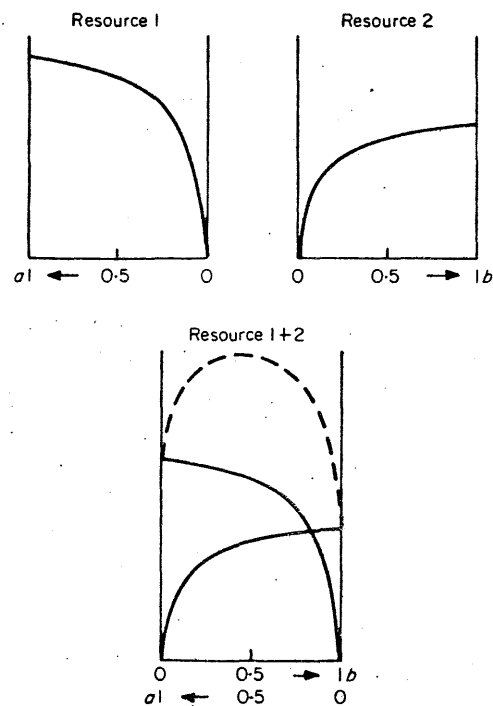 Resource 1
Resource 2
a1 ← 0·5 0
0 0·5 → 1b
Resource 1+2
0 0·5 → 1b
a1 ← 0·5 0